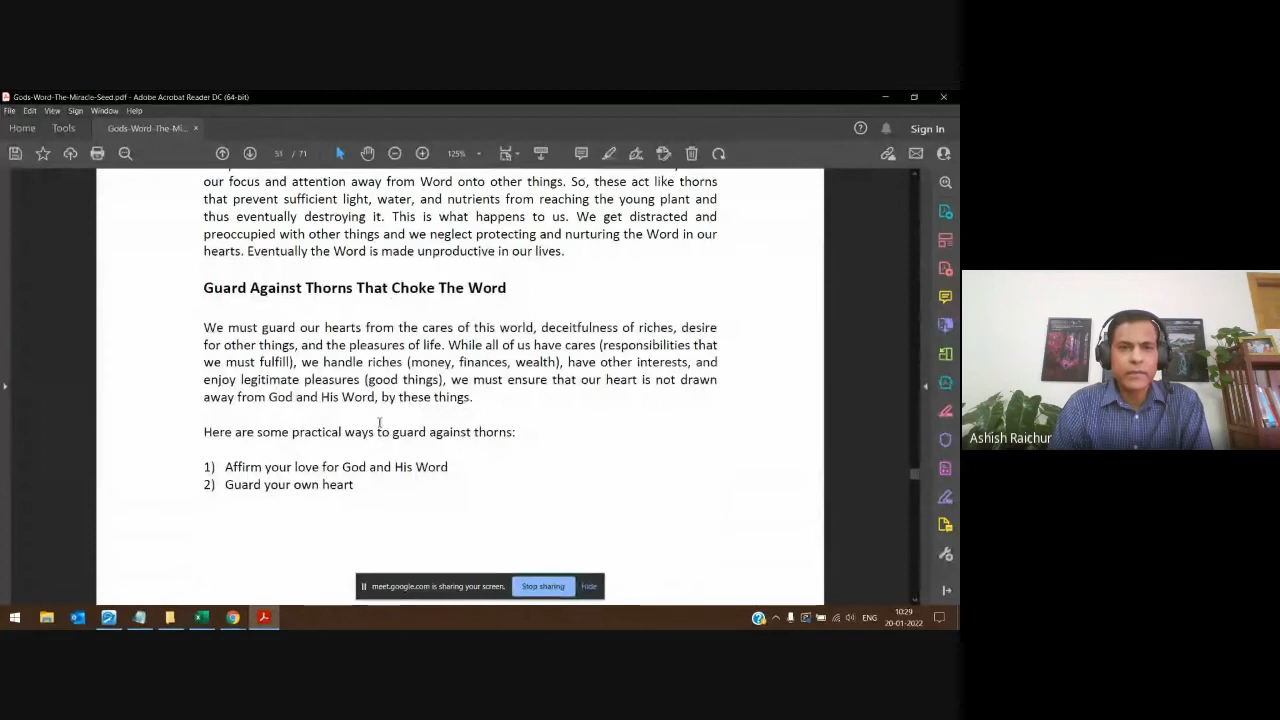 Gods-Word-The-Miracle-Seed.pdf - Adobe Acrobat Reader DC (64-bit)
File Edit View Sign Window Help
Home Tools Gods-Word-The-Mi... × Sign In
51 / 71 125%
our focus and attention away from Word onto other things. So, these act like thorns
that prevent sufficient light, water, and nutrients from reaching the young plant and
thus eventually destroying it. This is what happens to us. We get distracted and
preoccupied with other things and we neglect protecting and nurturing the Word in our
hearts. Eventually the Word is made unproductive in our lives.
Guard Against Thorns That Choke The Word
We must guard our hearts from the cares of this world, deceitfulness of riches, desire
for other things, and the pleasures of life. While all of us have cares (responsibilities that
we must fulfill), we handle riches (money, finances, wealth), have other interests, and
enjoy legitimate pleasures (good things), we must ensure that our heart is not drawn
away from God and His Word, by these things.
Here are some practical ways to guard against thorns:
1) Affirm your love for God and His Word
2) Guard your own heart
meet.google.com is sharing your screen. Stop sharing Hide
ENG 10:29
20-01-2022
Ashish Raichur